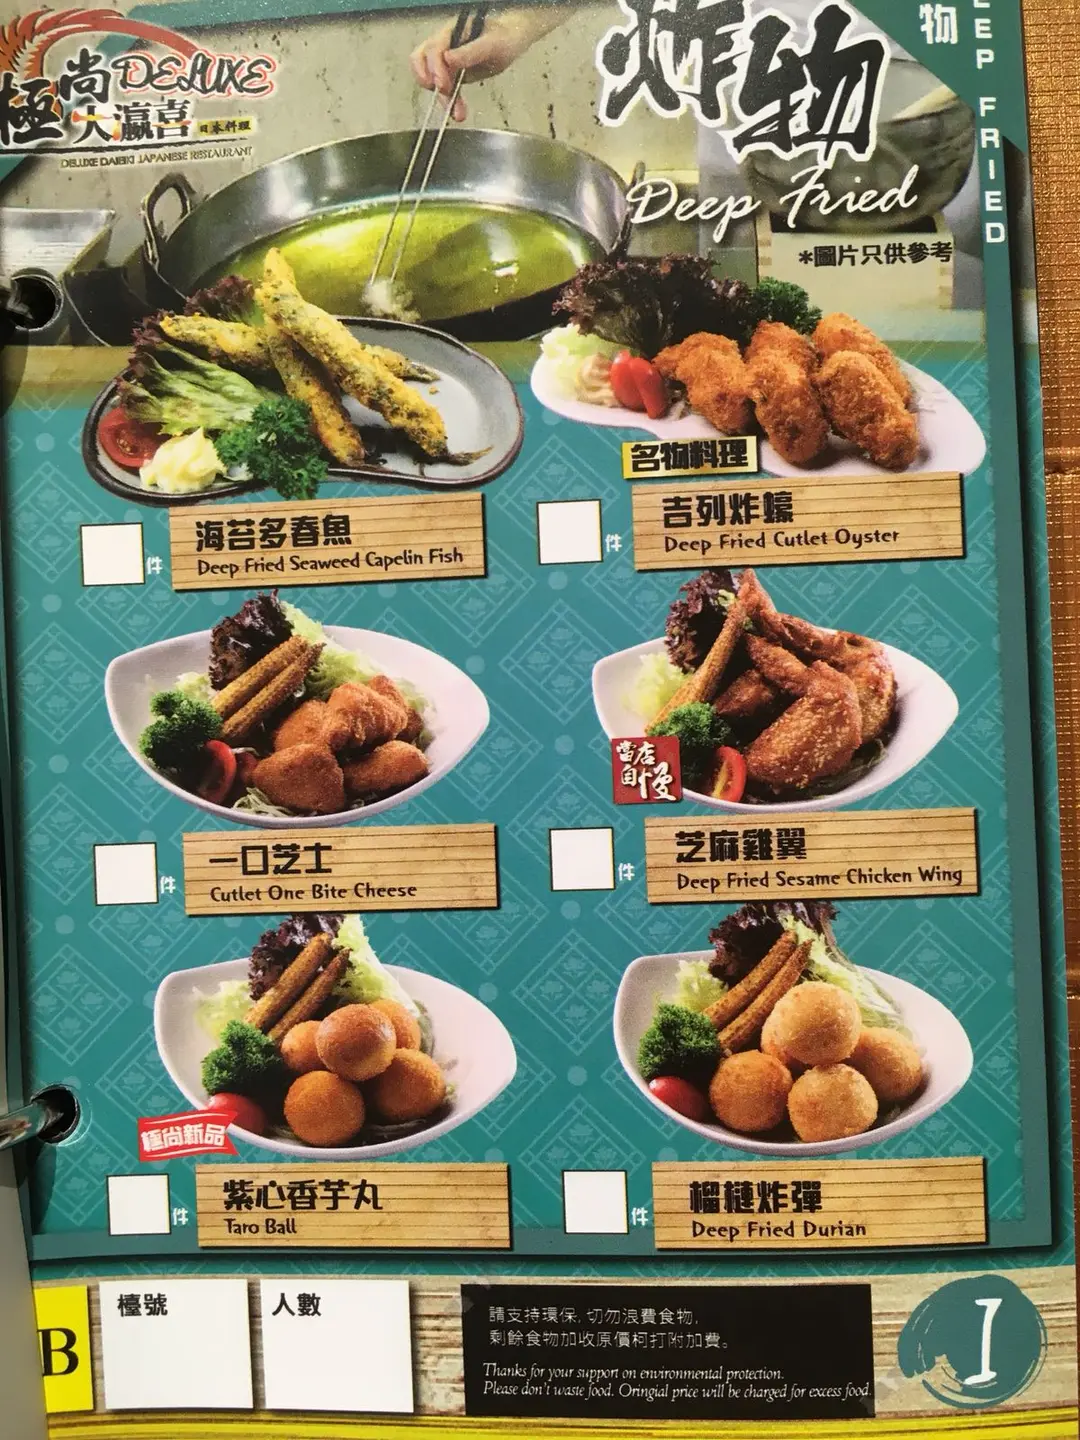 極尚DELUXE
大瀛喜 日本料理
DELUXE DAIEKI JAPANESE RESTAURANT
炸物
Deep Fried
*圖片只供參考
物
EEP FRIED
名物料理
海苔多春魚
Deep Fried Seaweed Capelin Fish
件
吉列炸蠔
Deep Fried Cutlet Oyster
件
當店
自慢
一口芝士
Cutlet One Bite Cheese
件
芝麻雞翼
Deep Fried Sesame Chicken Wing
件
極尚新品
紫心香芋丸
Taro Ball
件
榴槤炸彈
Deep Fried Durian
件
B
檯號
人數
請支持環保, 切勿浪費食物,
剩餘食物加收原價柯打附加費。
Thanks for your support on environmental protection.
Please don't waste food. Oringial price will be charged for excess food.
1